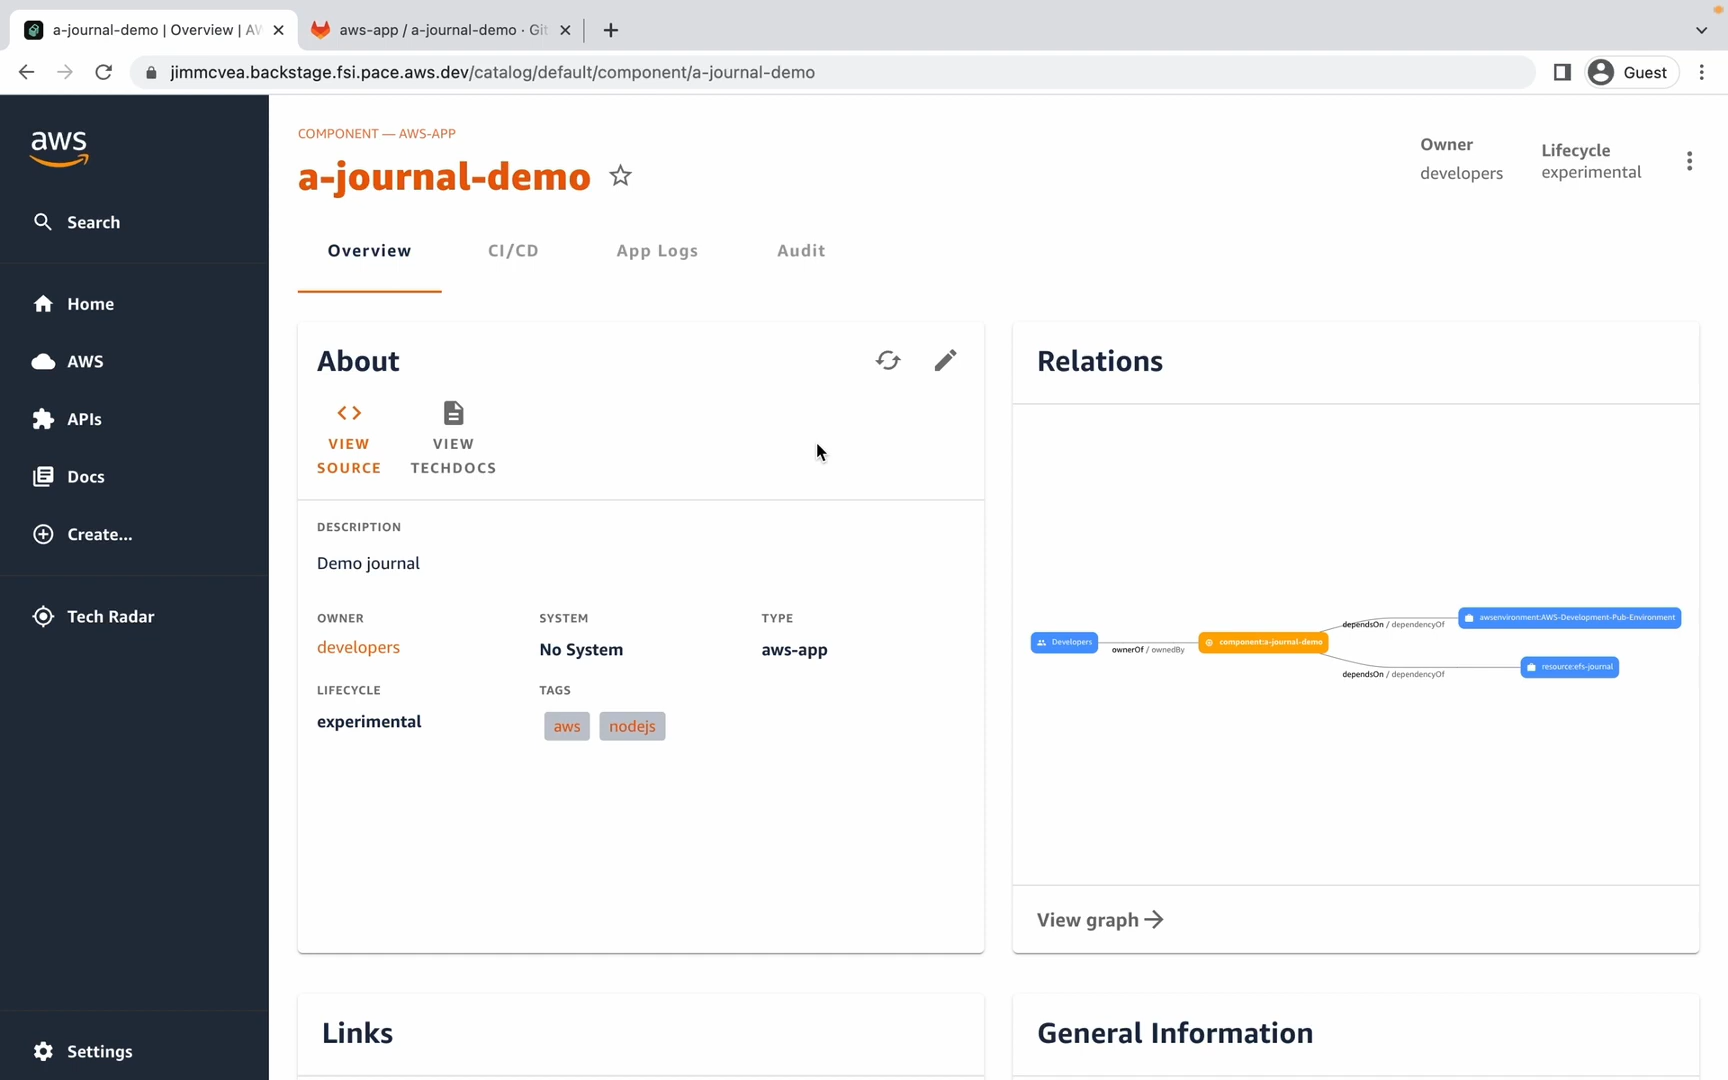 a-journal-demo | Overview | AW
aws-app / a-journal-demo · Git
jimmcvea.backstage.fsi.pace.aws.dev/catalog/default/component/a-journal-demo
Guest
aws
Search
Home
AWS
APIs
Docs
Create...
Tech Radar
Settings
COMPONENT — AWS-APP
a-journal-demo
Owner
developers
Lifecycle
experimental
Overview
CI/CD
App Logs
Audit
About
VIEW
SOURCE
VIEW
TECHDOCS
DESCRIPTION
Demo journal
OWNER
SYSTEM
TYPE
developers
No System
aws-app
LIFECYCLE
TAGS
experimental
aws
nodejs
Relations
Developers
ownerOf / ownedBy
component:a-journal-demo
dependsOn / dependencyOf
awsenvironment:AWS-Development-Pub-Environment
dependsOn / dependencyOf
resource:efs-journal
View graph
Links
General Information